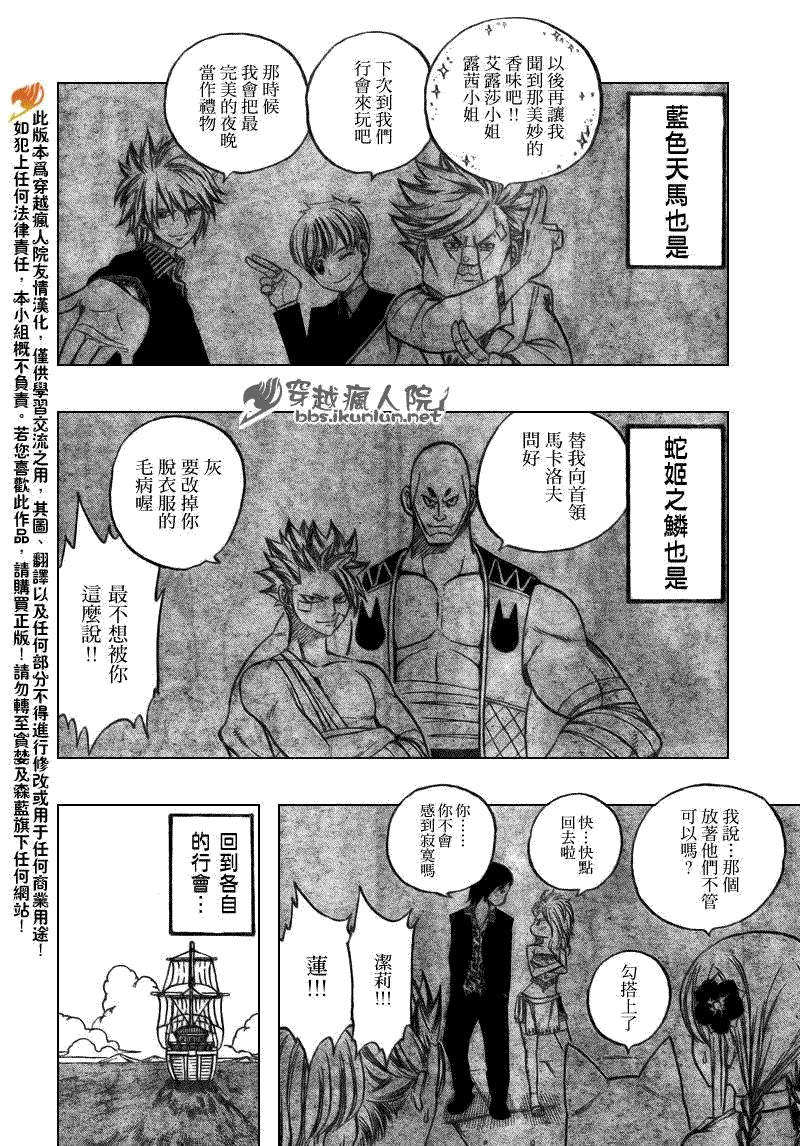 藍色天馬也是
以後再讓我
聞到那美妙的
香味吧!!
艾露莎小姐
露茜小姐
下次到我們
行會來玩吧
那時候
我會把最
完美的夜晚
當作禮物
穿越瘋人院
bbs.ikunlun.net
蛇姬之鱗也是
替我向首領
馬卡洛夫
問好
灰
要改掉你
脫衣服的
毛病喔
最不想被你
這麼說!!
我說…那個
放著他們不管
可以嗎?
勾搭上了
快…快點
回去啦
你……
你不會
感到寂寞嗎
潔莉!!!
蓮!!!
回到各自
的行會…
此版本爲穿越瘋人院友情漢化，僅供學習交流之用，其圖、翻譯以及任何部分不得進行修改或用于任何商業用途！
如犯上任何法律責任，本小組概不負責。若您喜歡此作品，請購買正版！請勿轉至貪婪及森藍旗下任何網站！